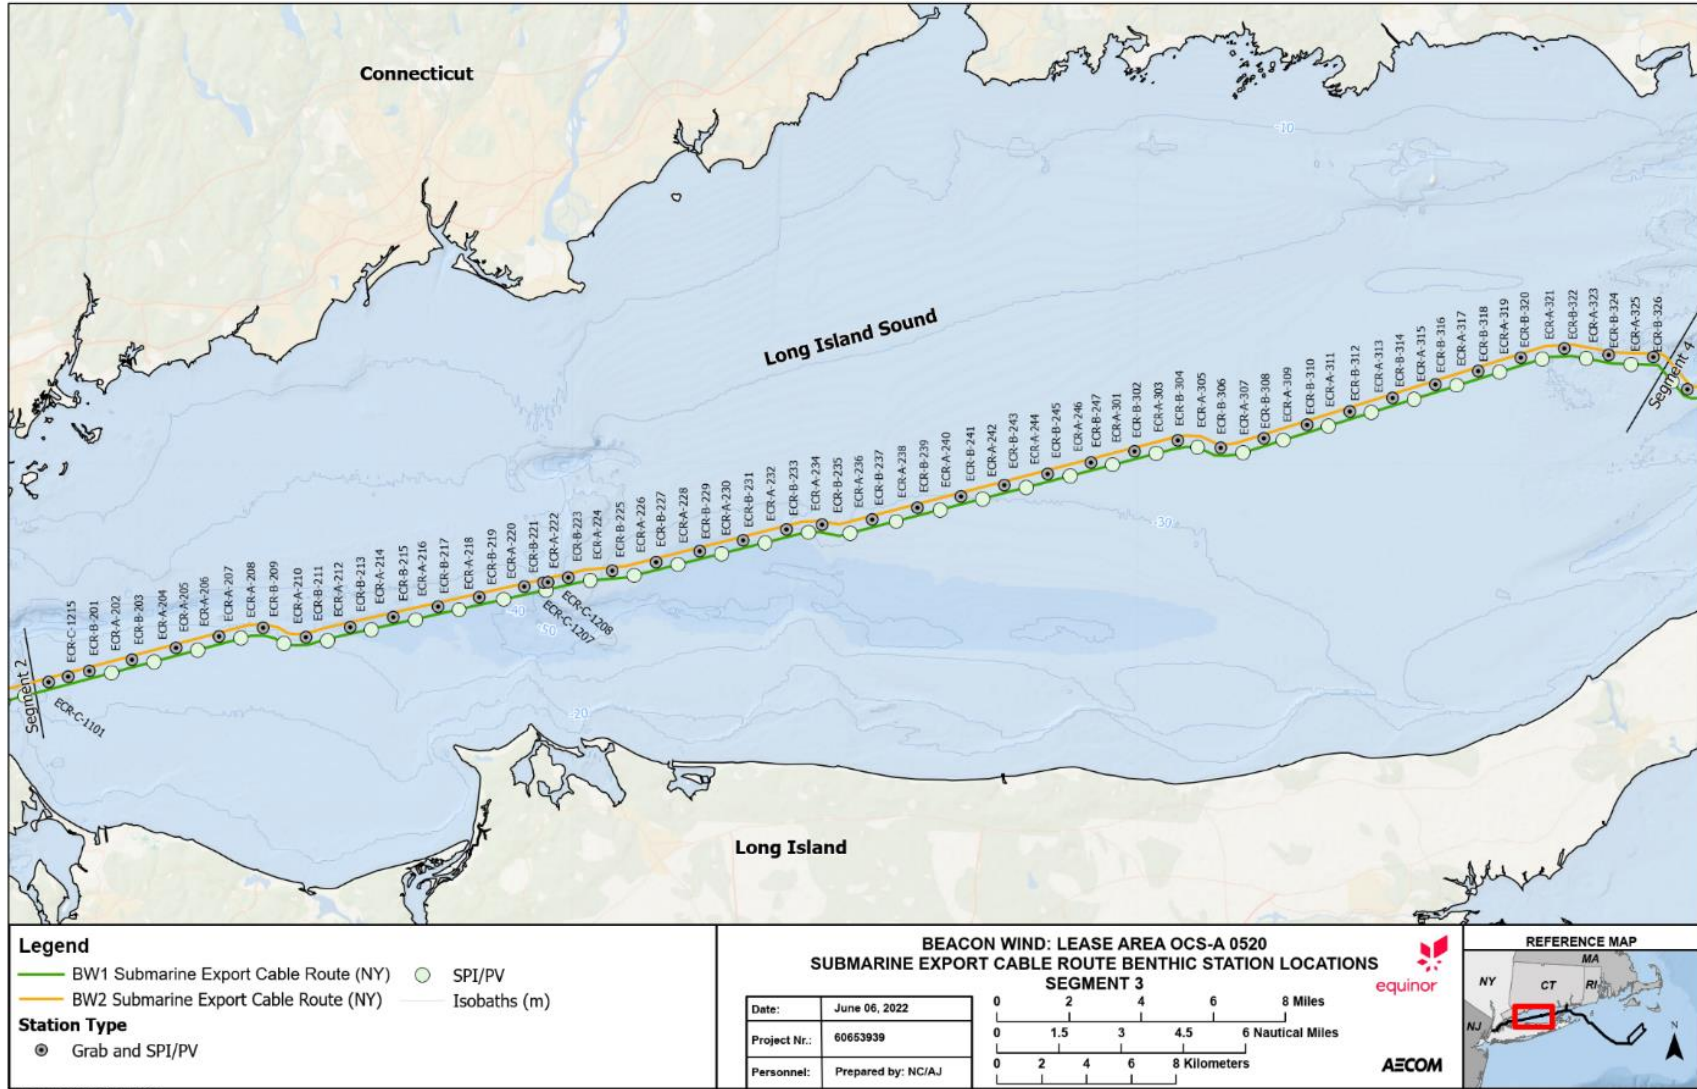 Connecticut
Long Island Sound
-10
-30
-40
-50
-20
Long Island
Segment 2
Segment 4
ECR-C-1101
ECR-C-1215
ECR-B-201
ECR-A-202
ECR-B-203
ECR-A-204
ECR-A-205
ECR-A-206
ECR-A-207
ECR-A-208
ECR-B-209
ECR-A-210
ECR-B-211
ECR-A-212
ECR-B-213
ECR-A-214
ECR-B-215
ECR-A-216
ECR-B-217
ECR-A-218
ECR-B-219
ECR-A-220
ECR-B-221
ECR-A-222
ECR-C-1207
ECR-C-1208
ECR-B-223
ECR-A-224
ECR-B-225
ECR-A-226
ECR-B-227
ECR-A-228
ECR-B-229
ECR-A-230
ECR-B-231
ECR-A-232
ECR-B-233
ECR-A-234
ECR-B-235
ECR-A-236
ECR-B-237
ECR-A-238
ECR-B-239
ECR-A-240
ECR-B-241
ECR-A-242
ECR-B-243
ECR-A-244
ECR-B-245
ECR-A-246
ECR-B-247
ECR-A-301
ECR-B-302
ECR-A-303
ECR-B-304
ECR-A-305
ECR-B-306
ECR-A-307
ECR-B-308
ECR-A-309
ECR-B-310
ECR-A-311
ECR-B-312
ECR-A-313
ECR-B-314
ECR-A-315
ECR-B-316
ECR-A-317
ECR-B-318
ECR-A-319
ECR-B-320
ECR-A-321
ECR-B-322
ECR-A-323
ECR-B-324
ECR-A-325
ECR-B-326
Legend
BW1 Submarine Export Cable Route (NY)
SPI/PV
BW2 Submarine Export Cable Route (NY)
Isobaths (m)
Station Type
Grab and SPI/PV
BEACON WIND: LEASE AREA OCS-A 0520
SUBMARINE EXPORT CABLE ROUTE BENTHIC STATION LOCATIONS
SEGMENT 3
equinor
Date: June 06, 2022
Project Nr.: 60653939
Personnel: Prepared by: NC/AJ
0 2 4 6 8 Miles
0 1.5 3 4.5 6 Nautical Miles
0 2 4 6 8 Kilometers
AECOM
REFERENCE MAP
MA
NY
CT
RI
NJ
N